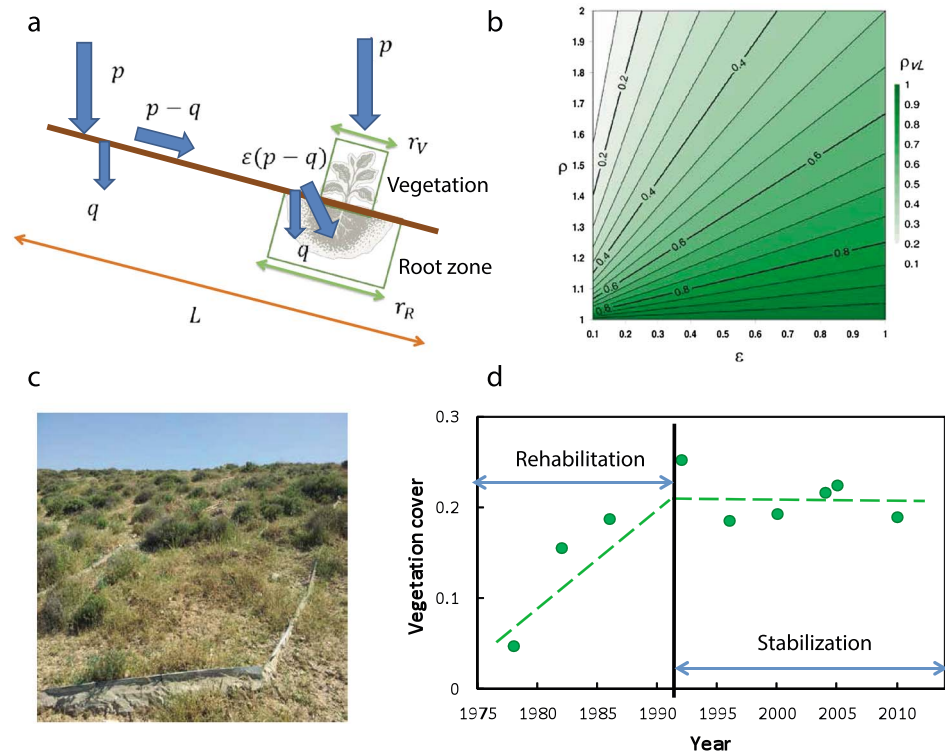 a
p
p
p − q
r_V
ε(p − q)
Vegetation
q
q
Root zone
L
r_R
b
ρ_VL
2
1.9
1.8
1.7
1.6
1.5
1.4
1.3
1.2
1.1
1
ρ
0.2
0.4
0.2
0.6
0.4
0.4
0.6
0.8
0.6
0.8
0.8
0.1 0.2 0.3 0.4 0.5 0.6 0.7 0.8 0.9 1
ε
1
0.9
0.8
0.7
0.6
0.5
0.4
0.3
0.2
0.1
c
d
Vegetation cover
0.3
0.2
0.1
0
Rehabilitation
Stabilization
1975 1980 1985 1990 1995 2000 2005 2010
Year